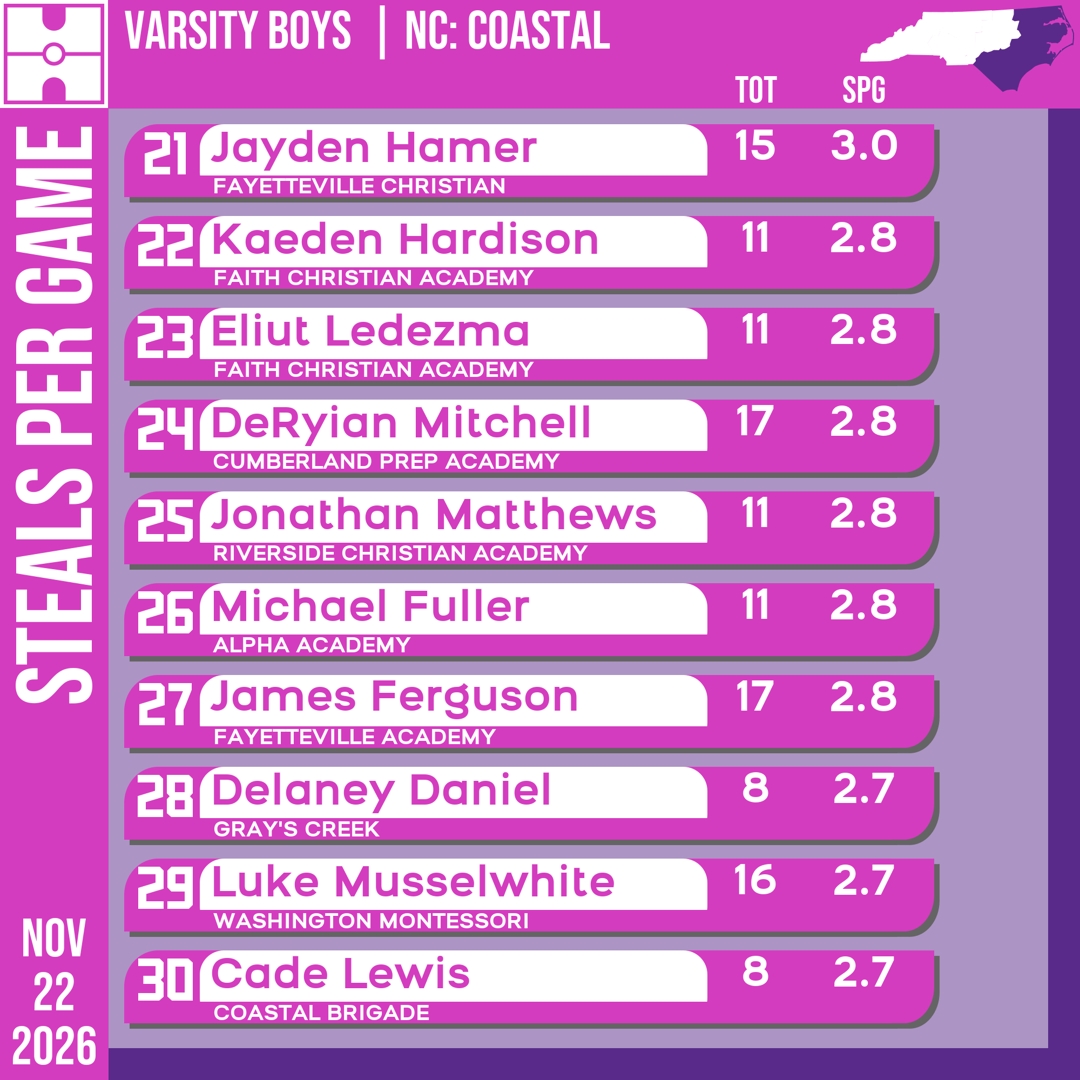 VARSITY BOYS | NC: COASTAL
TOT SPG
STEALS PER GAME
21 Jayden Hamer 15 3.0
FAYETTEVILLE CHRISTIAN
22 Kaeden Hardison 11 2.8
FAITH CHRISTIAN ACADEMY
23 Eliut Ledezma 11 2.8
FAITH CHRISTIAN ACADEMY
24 DeRyian Mitchell 17 2.8
CUMBERLAND PREP ACADEMY
25 Jonathan Matthews 11 2.8
RIVERSIDE CHRISTIAN ACADEMY
26 Michael Fuller 11 2.8
ALPHA ACADEMY
27 James Ferguson 17 2.8
FAYETTEVILLE ACADEMY
28 Delaney Daniel 8 2.7
GRAY'S CREEK
29 Luke Musselwhite 16 2.7
WASHINGTON MONTESSORI
30 Cade Lewis 8 2.7
COASTAL BRIGADE
NOV
22
2026